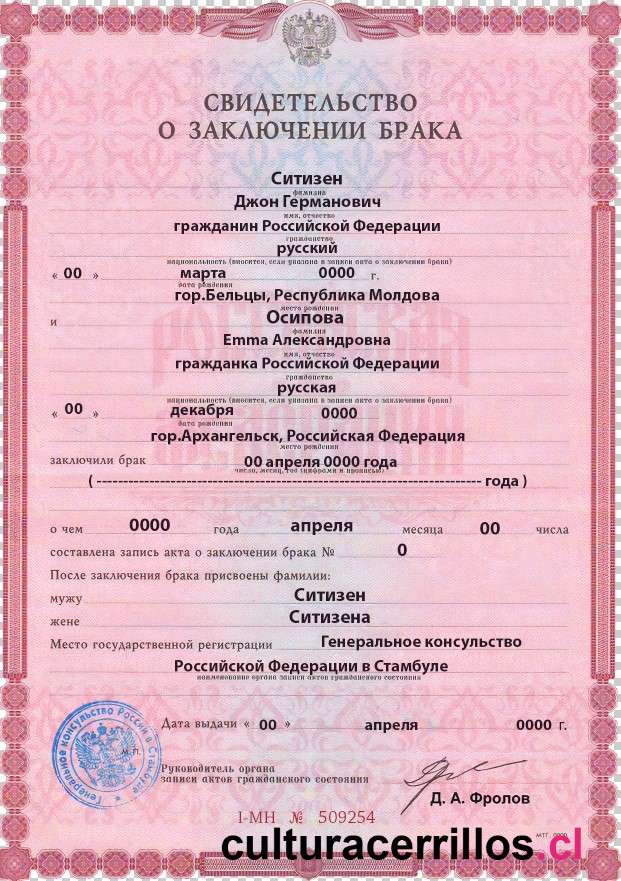 СВИДЕТЕЛЬСТВО
О ЗАКЛЮЧЕНИИ БРАКА
Ситизен
фамилия
Джон Германович
имя, отчество
гражданин Российской Федерации
гражданство
русский
национальность (вносится, если указана в записи акта о заключении брака)
« 00 » марта 0000 г.
дата рождения
гор.Бельцы, Республика Молдова
место рождения
и Осипова
фамилия
Emma Александровна
имя, отчество
гражданка Российской Федерации
гражданство
русская
национальность (вносится, если указана в записи акта о заключении брака)
« 00 » декабря 0000
дата рождения
гор.Архангельск, Российская Федерация
место рождения
заключили брак 00 апреля 0000 года
число, месяц, год (цифрами и прописью)
( ------------------------------------------------------------------------ года )
о чем 0000 года апреля месяца 00 числа
составлена запись акта о заключении брака № 0
После заключения брака присвоены фамилии:
мужу Ситизен
жене Ситизена
Место государственной регистрации Генеральное консульство
Российской Федерации в Стамбуле
наименование органа записи актов гражданского состояния
Дата выдачи « 00 » апреля 0000 г.
Генеральное консульство России в Стамбуле
М.П.
Руководитель органа
записи актов гражданского состояния
Д. А. Фролов
I-МН № 509254
МТГ. 0000
culturacerrillos.cl